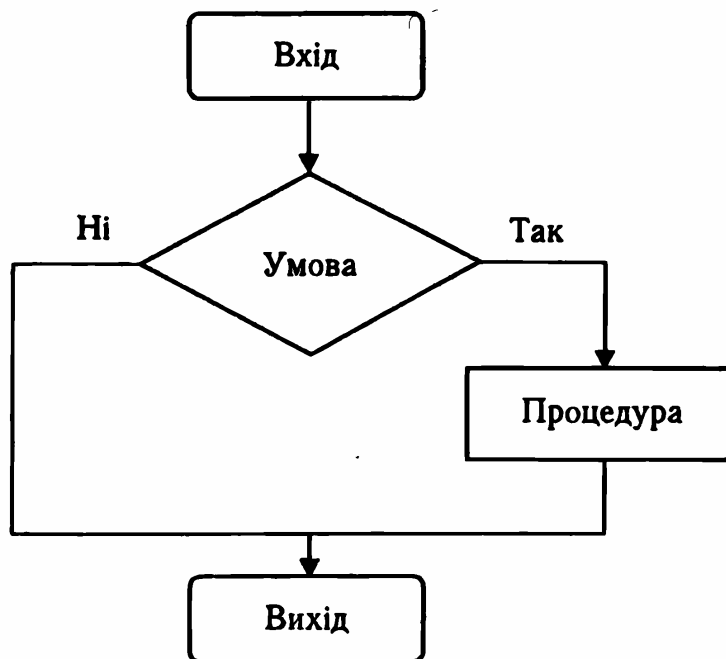 Вхід
Ні
Так
Умова
Процедура
Вихід